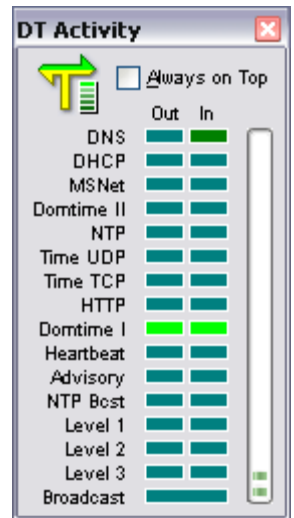 DT Activity
Always on Top
Out In
DNS
DHCP
MSNet
Domtime II
NTP
Time UDP
Time TCP
HTTP
Domtime I
Heartbeat
Advisory
NTP Bcst
Level 1
Level 2
Level 3
Broadcast